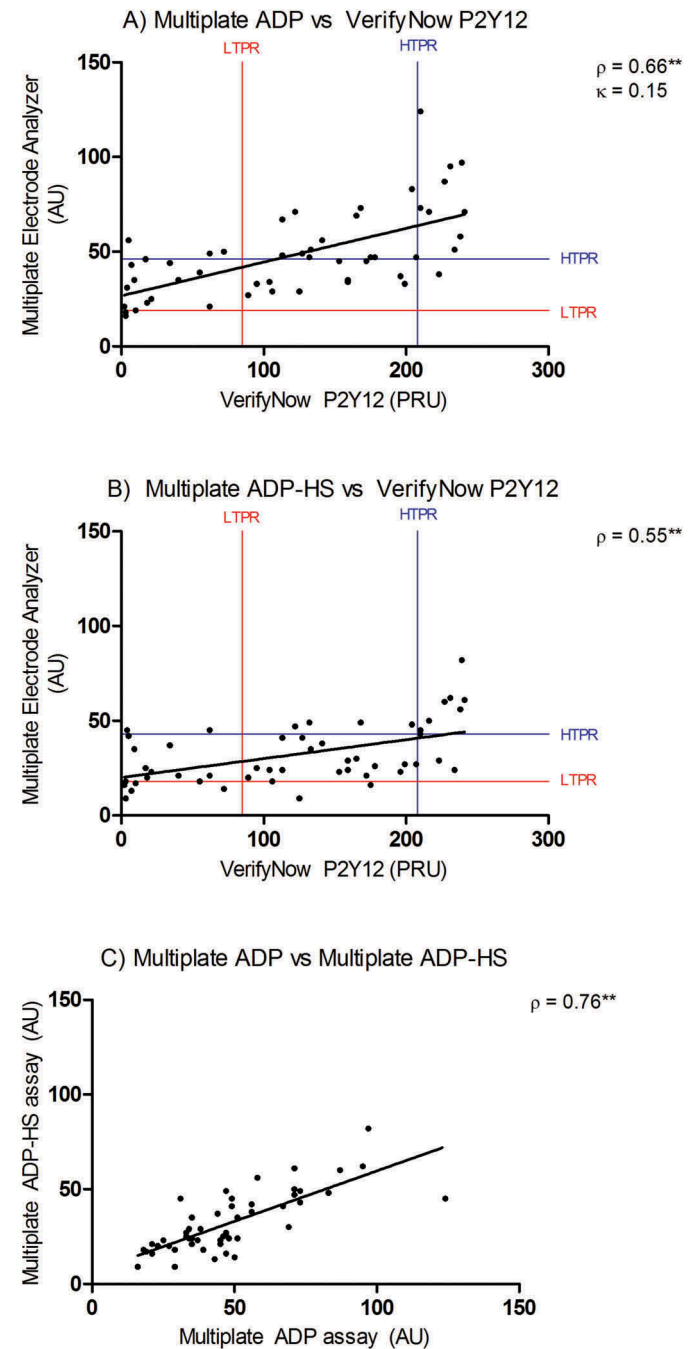 A) Multiplate ADP vs VerifyNow P2Y12
LTPR
HTPR
ρ = 0.66**
κ = 0.15
150
100
50
0
Multiplate Electrode Analyzer
(AU)
HTPR
LTPR
0
100
200
300
VerifyNow P2Y12 (PRU)
B) Multiplate ADP-HS vs VerifyNow P2Y12
LTPR
HTPR
ρ = 0.55**
150
100
50
0
Multiplate Electrode Analyzer
(AU)
HTPR
LTPR
0
100
200
300
VerifyNow P2Y12 (PRU)
C) Multiplate ADP vs Multiplate ADP-HS
ρ = 0.76**
150
100
50
0
Multiplate ADP-HS assay (AU)
0
50
100
150
Multiplate ADP assay (AU)